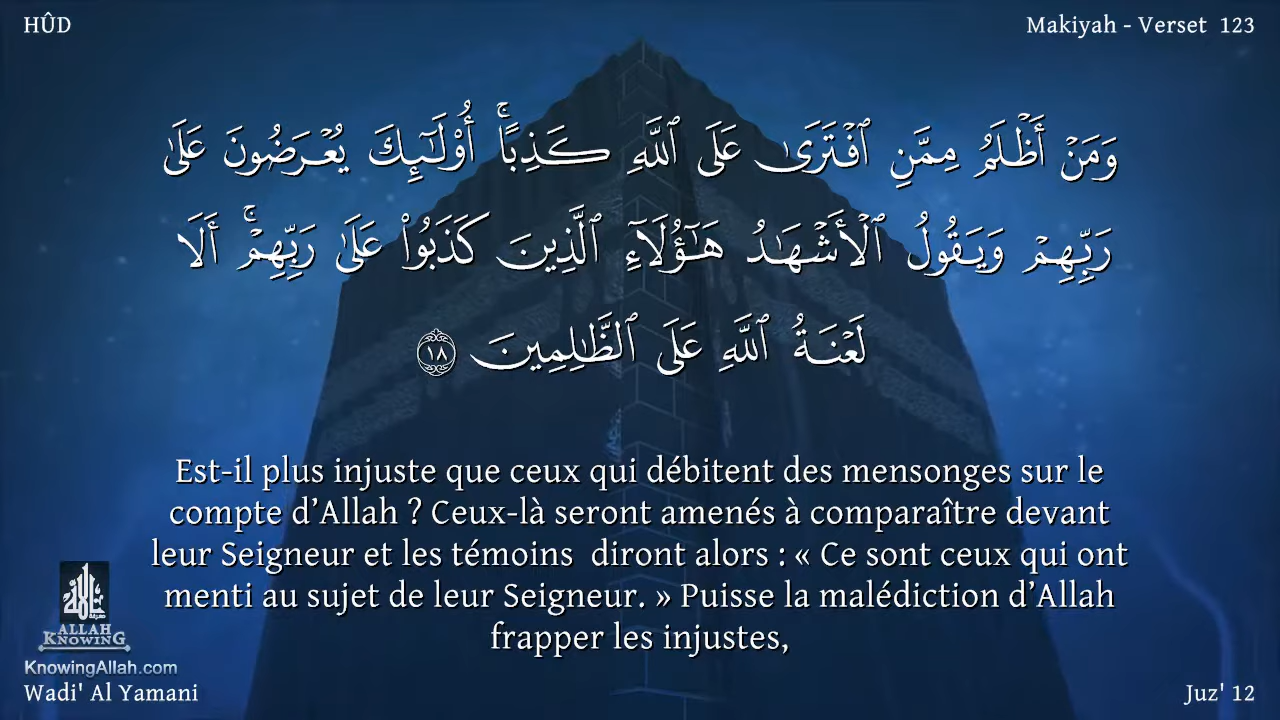 HÛD
Makiyah - Verset 123
وَمَنْ أَظْلَمُ مِمَّنِ ٱفْتَرَىٰ عَلَى ٱللَّهِ كَذِبًاۚ أُو۟لَـٰٓئِكَ يُعْرَضُونَ عَلَىٰ
رَبِّهِمْ وَيَقُولُ ٱلْأَشْهَـٰدُ هَـٰٓؤُلَآءِ ٱلَّذِينَ كَذَبُوا۟ عَلَىٰ رَبِّهِمْۚ أَلَا
لَعْنَةُ ٱللَّهِ عَلَى ٱلظَّـٰلِمِينَ ١٨
Est-il plus injuste que ceux qui débitent des mensonges sur le
compte d’Allah ? Ceux-là seront amenés à comparaître devant
leur Seigneur et les témoins diront alors : « Ce sont ceux qui ont
menti au sujet de leur Seigneur. » Puisse la malédiction d’Allah
frapper les injustes,
ALLAH
KNOWING
KnowingAllah.com
Wadi' Al Yamani
Juz' 12